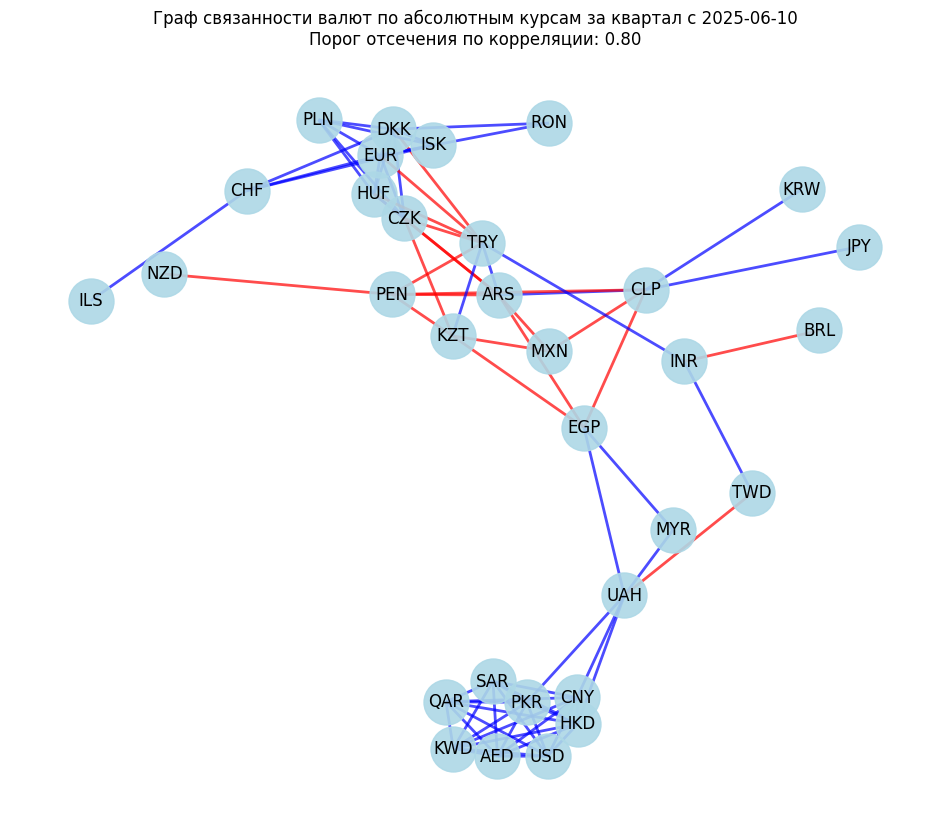 Граф связанности валют по абсолютным курсам за квартал с 2025-06-10
Порог отсечения по корреляции: 0.80
PLN
DKK
RON
ISK
EUR
CHF
HUF
KRW
CZK
TRY
JPY
NZD
ILS
PEN
ARS
CLP
KZT
BRL
MXN
INR
EGP
TWD
MYR
UAH
SAR
QAR
PKR
CNY
HKD
KWD
AED
USD